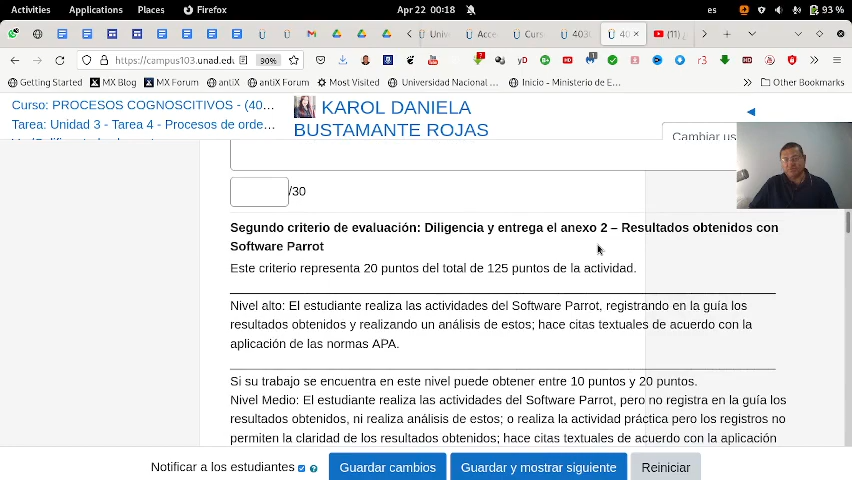 Activities Applications Places Firefox Apr 22 00:18 es 93 %
Univ Acce Curs 403 40 (11)
https://campus103.unad.edu 90%
Getting Started MX Blog MX Forum antiX antiX Forum Most Visited Universidad Nacional ... Inicio - Ministerio de E... Other Bookmarks
Curso: PROCESOS COGNOSCITIVOS - (40...
Tarea: Unidad 3 - Tarea 4 - Procesos de orde...
KAROL DANIELA
BUSTAMANTE ROJAS
Cambiar us
/30
Segundo criterio de evaluación: Diligencia y entrega el anexo 2 – Resultados obtenidos con
Software Parrot
Este criterio representa 20 puntos del total de 125 puntos de la actividad.
Nivel alto: El estudiante realiza las actividades del Software Parrot, registrando en la guía los
resultados obtenidos y realizando un análisis de estos; hace citas textuales de acuerdo con la
aplicación de las normas APA.
Si su trabajo se encuentra en este nivel puede obtener entre 10 puntos y 20 puntos.
Nivel Medio: El estudiante realiza las actividades del Software Parrot, pero no registra en la guía los
resultados obtenidos, ni realiza análisis de estos; o realiza la actividad práctica pero los registros no
permiten la claridad de los resultados obtenidos; hace citas textuales de acuerdo con la aplicación
Notificar a los estudiantes Guardar cambios Guardar y mostrar siguiente Reiniciar